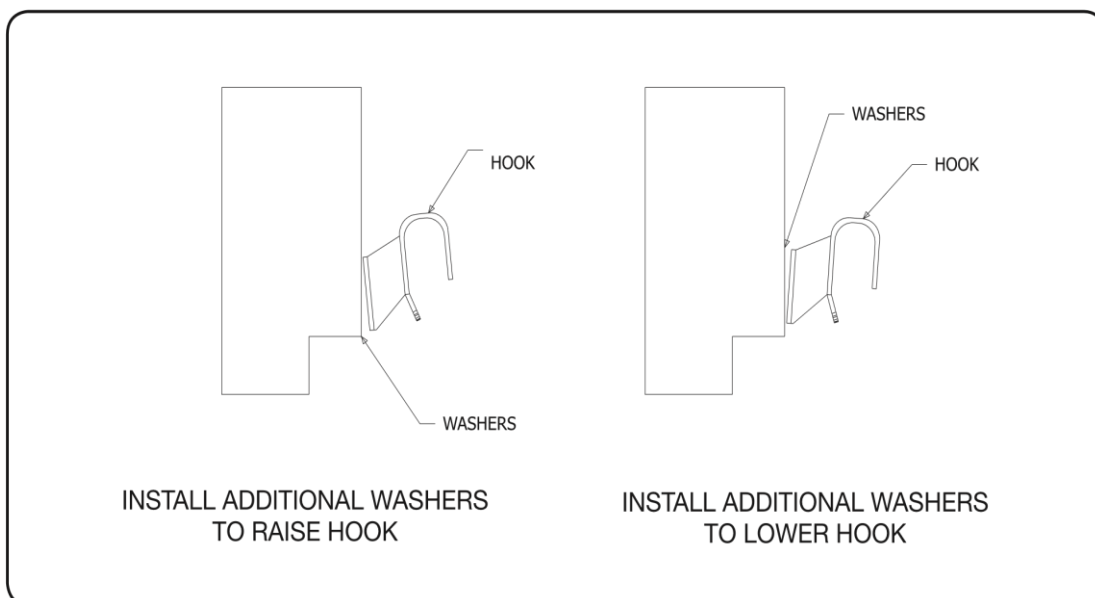 HOOK
WASHERS
INSTALL ADDITIONAL WASHERS
TO RAISE HOOK
WASHERS
HOOK
INSTALL ADDITIONAL WASHERS
TO LOWER HOOK